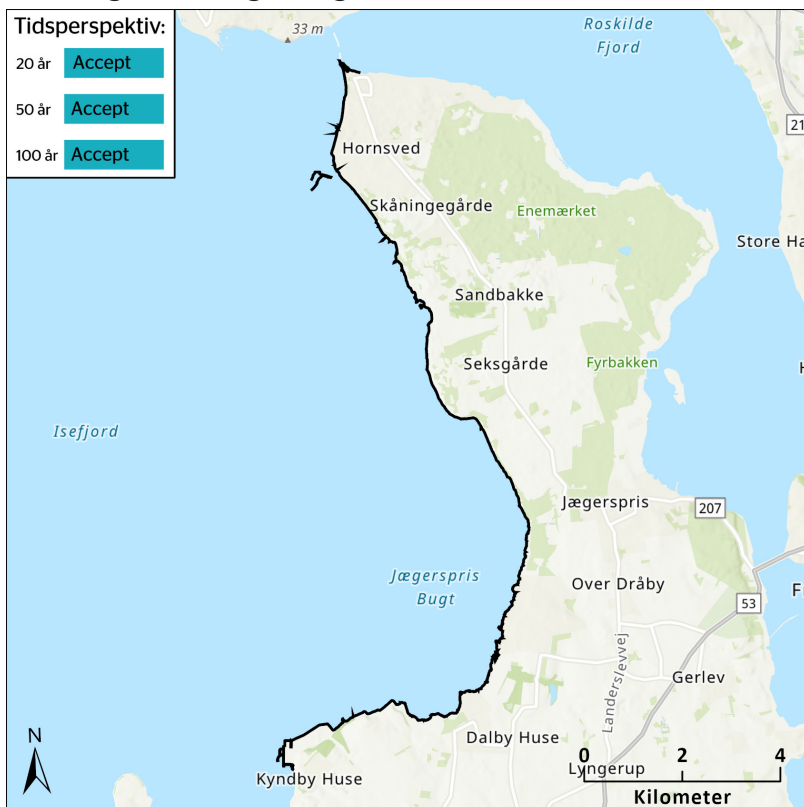 Tidsperspektiv:
20 år Accept
50 år Accept
100 år Accept
33 m
Roskilde
Fjord
21
Hornsved
Skåningegårde
Enemærket
Store Ha
Sandbakke
Seksgårde
Fyrbakken
H
Isefjord
Jægerspris
207
Jægerspris
Bugt
Over Dråby
F
53
Landerslevvej
Gerlev
Dalby Huse
N
Kyndby Huse
Lyngerup
0 2 4
Kilometer